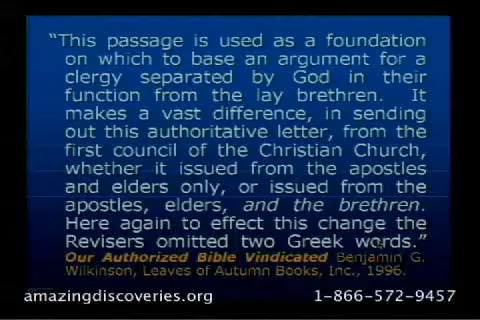 “This passage is used as a foundation
on which to base an argument for a
clergy separated by God in their
function from the lay brethren. It
makes a vast difference, in sending
out this authoritative letter, from the
first council of the Christian Church,
whether it issued from the apostles
and elders only, or issued from the
apostles, elders, and the brethren.
Here again to effect this change the
Revisers omitted two Greek words.”
Our Authorized Bible Vindicated Benjamin G.
Wilkinson, Leaves of Autumn Books, Inc., 1996.
amazingdiscoveries.org 1-866-572-9457